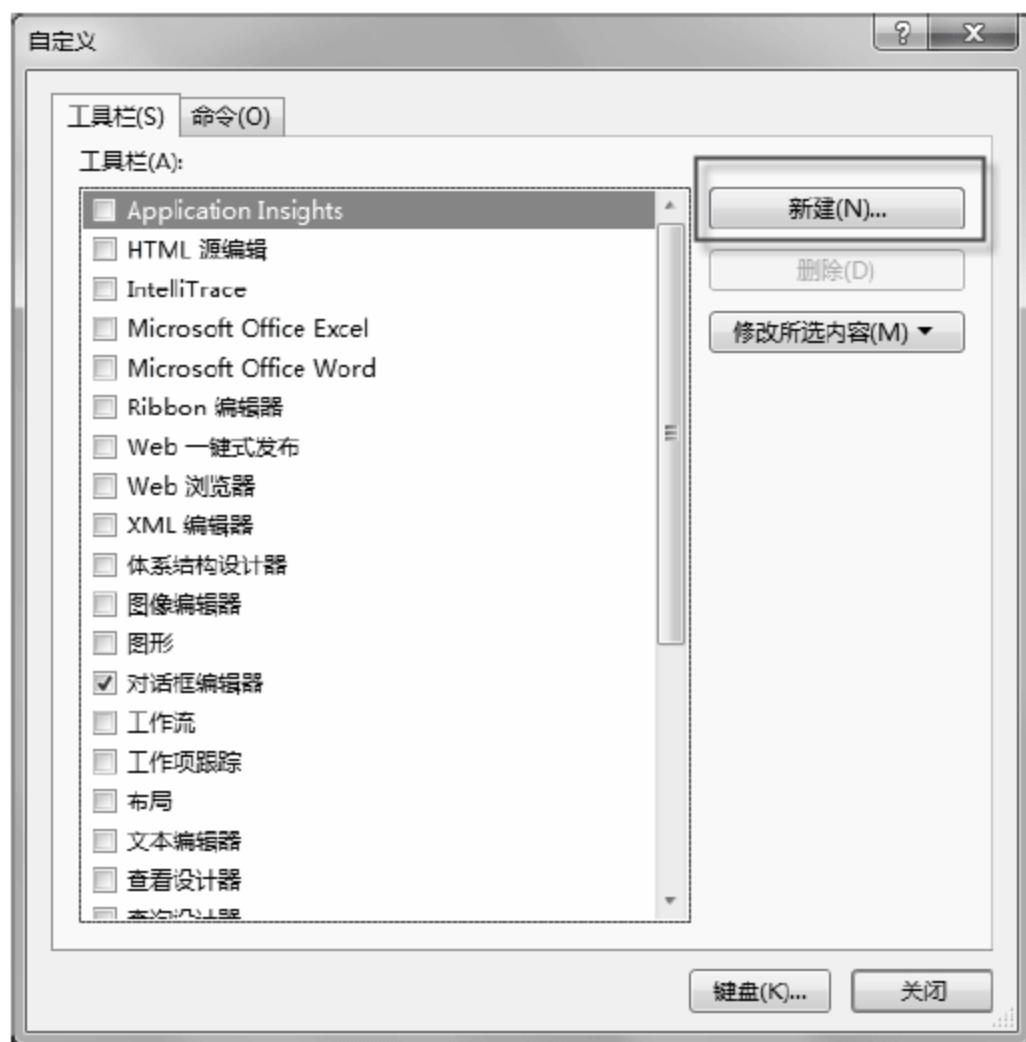 自定义
工具栏(S) 命令(O)
工具栏(A):
Application Insights
HTML 源编辑
IntelliTrace
Microsoft Office Excel
Microsoft Office Word
Ribbon 编辑器
Web 一键式发布
Web 浏览器
XML 编辑器
体系结构设计器
图像编辑器
图形
对话框编辑器
工作流
工作项跟踪
布局
文本编辑器
查看设计器
查询设计器
新建(N)...
删除(D)
修改所选内容(M)
键盘(K)...
关闭